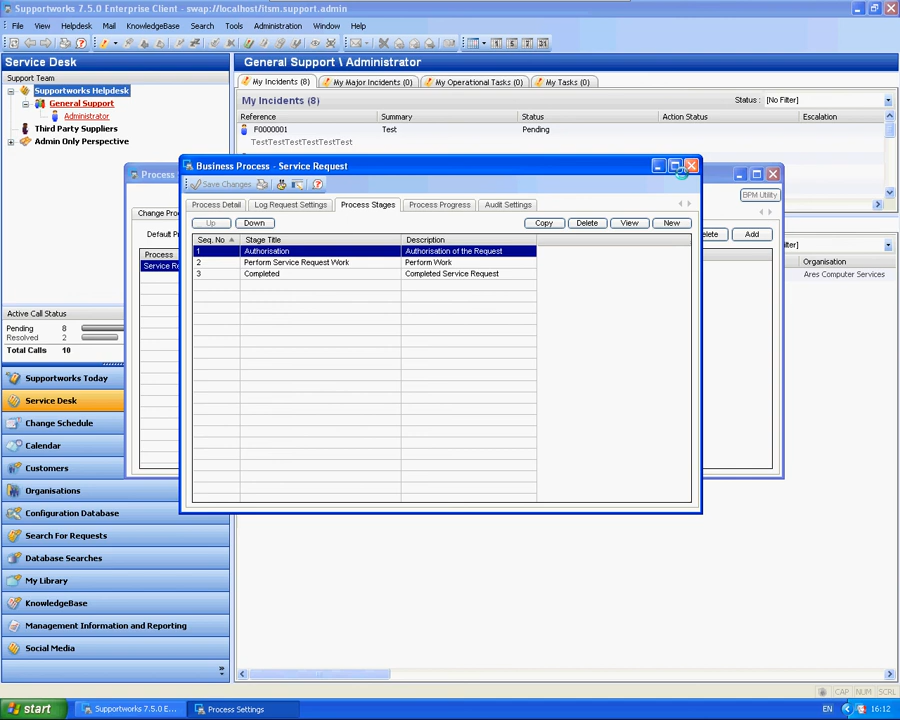 Supportworks 7.5.0 Enterprise Client - swap://localhost/itsm.support.admin
File View Helpdesk Mail KnowledgeBase Search Tools Administration Window Help
Service Desk
Support Team
Supportworks Helpdesk
General Support
Administrator
Third Party Suppliers
Admin Only Perspective
General Support \ Administrator
My Incidents (8) My Major Incidents (0) My Operational Tasks (0) My Tasks (0)
My Incidents (8) Status : [No Filter]
Reference Summary Status Action Status Escalation
F0000001 Test Pending
TestTestTestTestTestTest
Process
BPM Utility
Change Pro
Default P
Process
Service Re
Add
Organisation
Ares Computer Services
Business Process - Service Request
Save Changes
Process Detail Log Request Settings Process Stages Process Progress Audit Settings
Up Down Copy Delete View New
Seq. No Stage Title Description
1 Authorisation Authorisation of the Request
2 Perform Service Request Work Perform Work
3 Completed Completed Service Request
Active Call Status
Pending 8
Resolved 2
Total Calls 10
Supportworks Today
Service Desk
Change Schedule
Calendar
Customers
Organisations
Configuration Database
Search For Requests
Database Searches
My Library
KnowledgeBase
Management Information and Reporting
Social Media
CAP NUM SCRL
start Supportworks 7.5.0 E... Process Settings EN 16:12